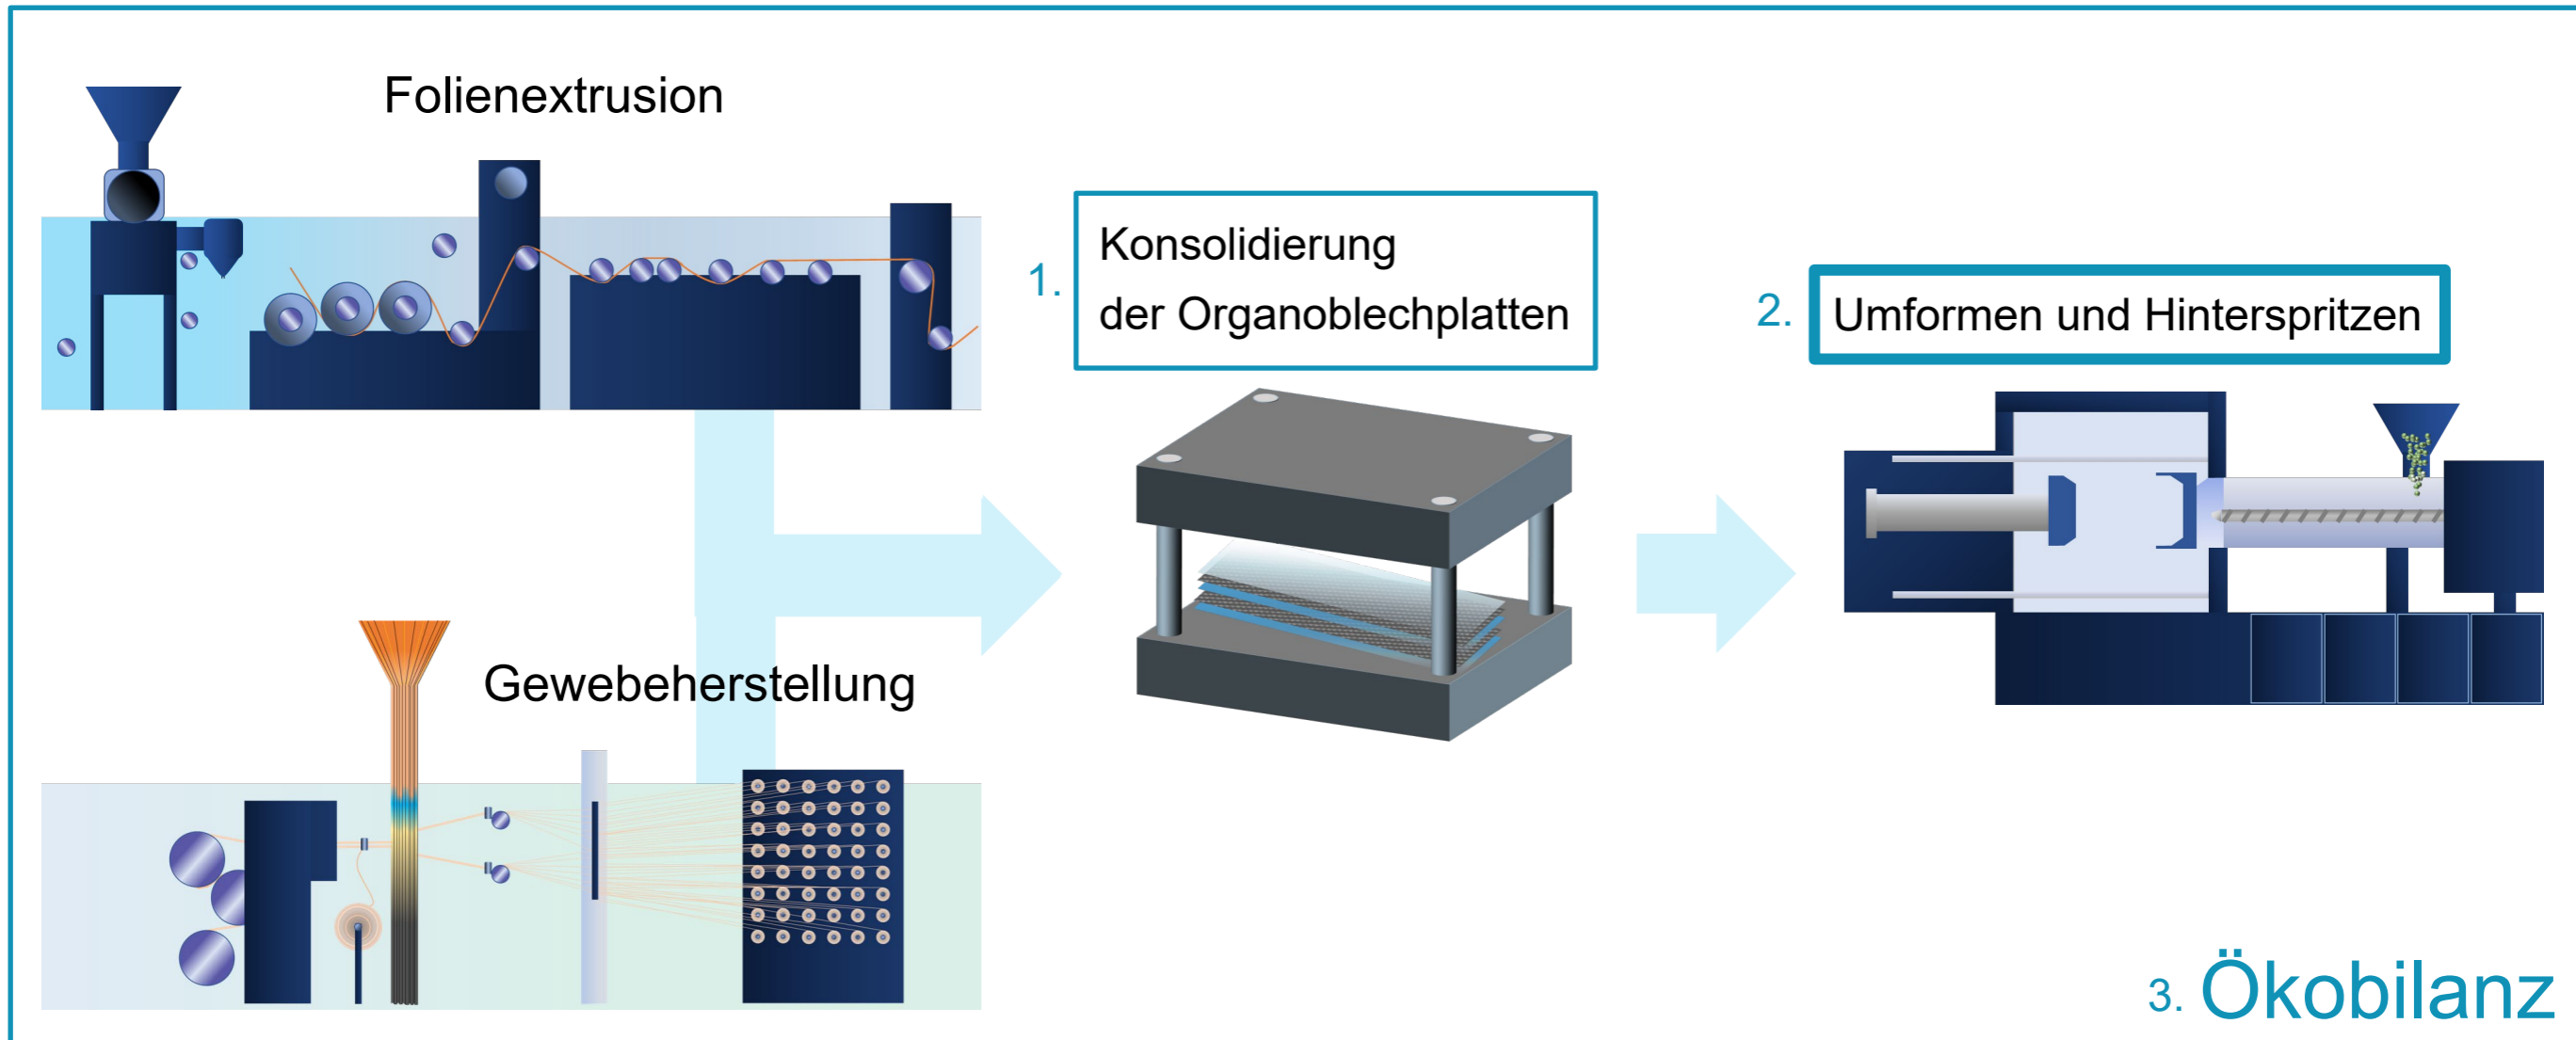 Folienextrusion
1. Konsolidierung
der Organoblechplatten
2. Umformen und Hinterspritzen
Gewebeherstellung
3. Ökobilanz